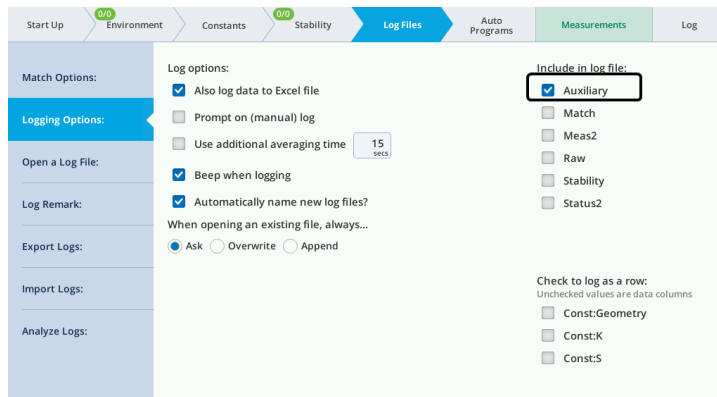 Start Up
0/0
Environment
Constants
0/0
Stability
Log Files
Auto
Programs
Measurements
Log
Match Options:
Logging Options:
Open a Log File:
Log Remark:
Export Logs:
Import Logs:
Analyze Logs:
Log options:
Also log data to Excel file
Prompt on (manual) log
Use additional averaging time
15
secs
Beep when logging
Automatically name new log files?
When opening an existing file, always...
Ask Overwrite Append
Include in log file:
Auxiliary
Match
Meas2
Raw
Stability
Status2
Check to log as a row:
Unchecked values are data columns
Const:Geometry
Const:K
Const:S